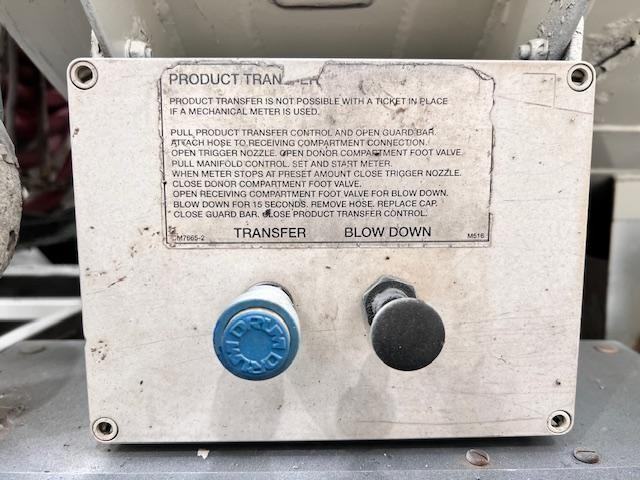 PRODUCT TRANSFER
PRODUCT TRANSFER IS NOT POSSIBLE WITH A TICKET IN PLACE
IF A MECHANICAL METER IS USED.
PULL PRODUCT TRANSFER CONTROL AND OPEN GUARD BAR.
ATTACH HOSE TO RECEIVING COMPARTMENT CONNECTION.
OPEN TRIGGER NOZZLE. OPEN DONOR COMPARTMENT FOOT VALVE.
PULL MANIFOLD CONTROL. SET AND START METER.
WHEN METER STOPS AT PRESET AMOUNT CLOSE TRIGGER NOZZLE.
CLOSE DONOR COMPARTMENT FOOT VALVE.
OPEN RECEIVING COMPARTMENT FOOT VALVE FOR BLOW DOWN.
BLOW DOWN FOR 15 SECONDS. REMOVE HOSE. REPLACE CAP.
CLOSE GUARD BAR. CLOSE PRODUCT TRANSFER CONTROL.
TRANSFER BLOW DOWN
DM7665-2 M516
DRUM DRUM